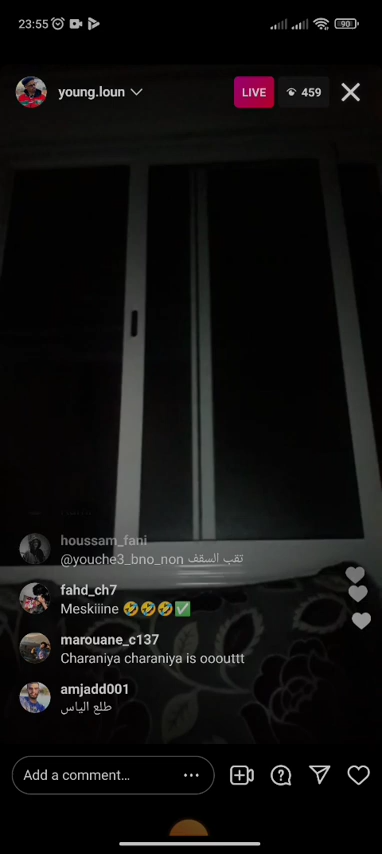 23:55
90
young.loun
LIVE
459
houssam_fani
@youche3_bno_non تقب السقف
fahd_ch7
Meskiiine 🤣🤣🤣✅
marouane_c137
Charaniya charaniya is ooouttt
amjadd001
طلع الياس
Add a comment...